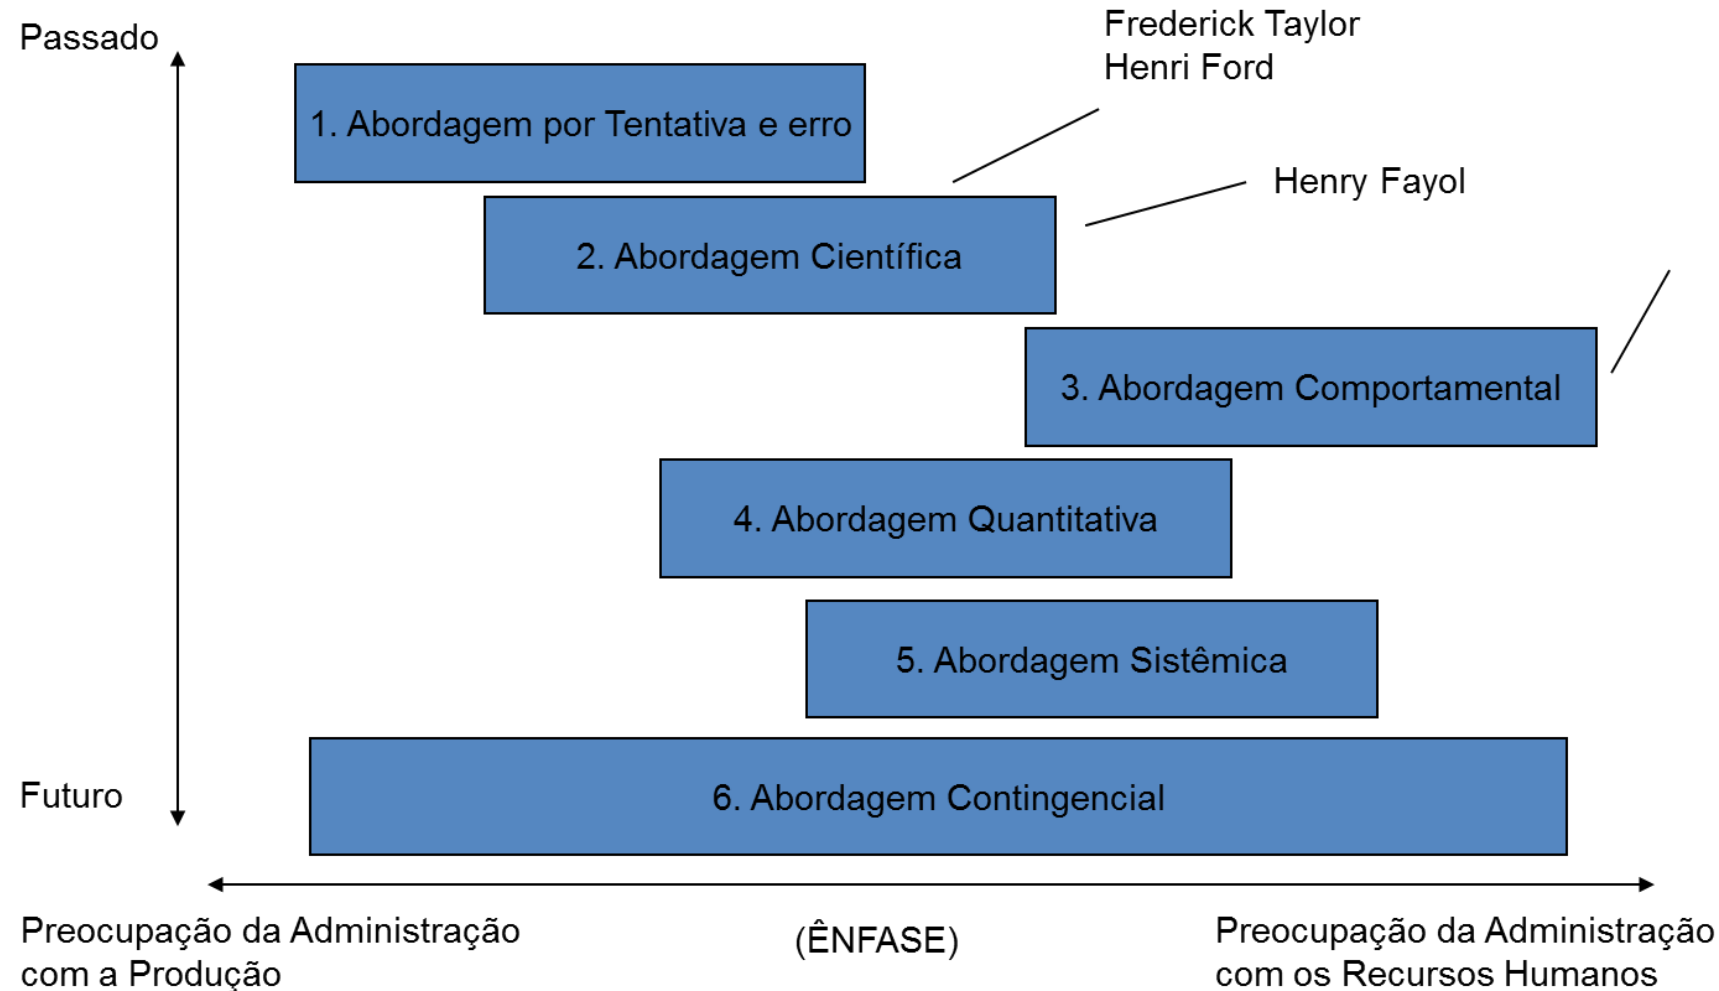 Passado
Frederick Taylor
Henri Ford
1. Abordagem por Tentativa e erro
Henry Fayol
2. Abordagem Científica
3. Abordagem Comportamental
4. Abordagem Quantitativa
5. Abordagem Sistêmica
Futuro
6. Abordagem Contingencial
Preocupação da Administração
com a Produção
(ÊNFASE)
Preocupação da Administração
com os Recursos Humanos